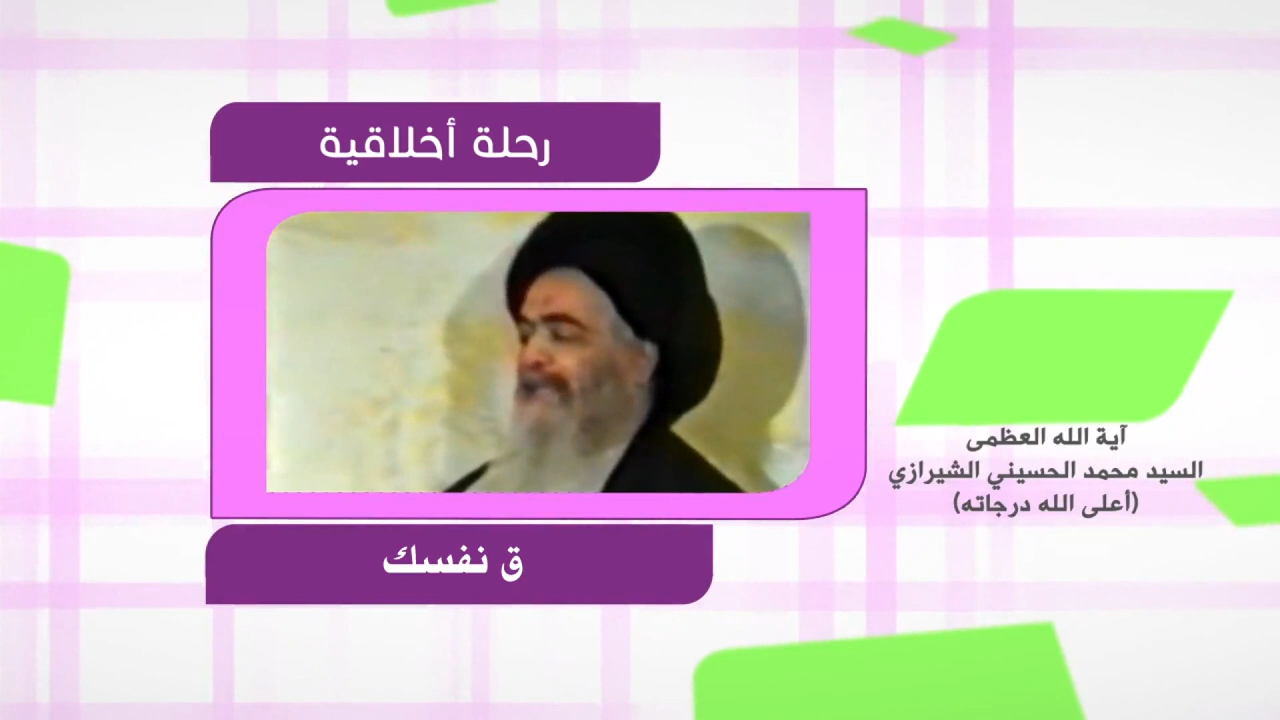 رحلة أخلاقية
آية الله العظمى
السيد محمد الحسيني الشيرازي
(أعلى الله درجاته)
ق نفسك